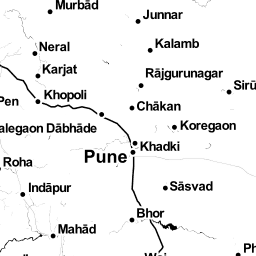 Murbād
Junnar
Neral
Kalamb
Karjat
Rājgurunagar
Sirū
Pen
Khopoli
Chākan
alegaon Dābhāde
Koregaon
Khadki
Pune
Roha
Indāpur
Sāsvad
Bhor
Mahād
Wai
Ph